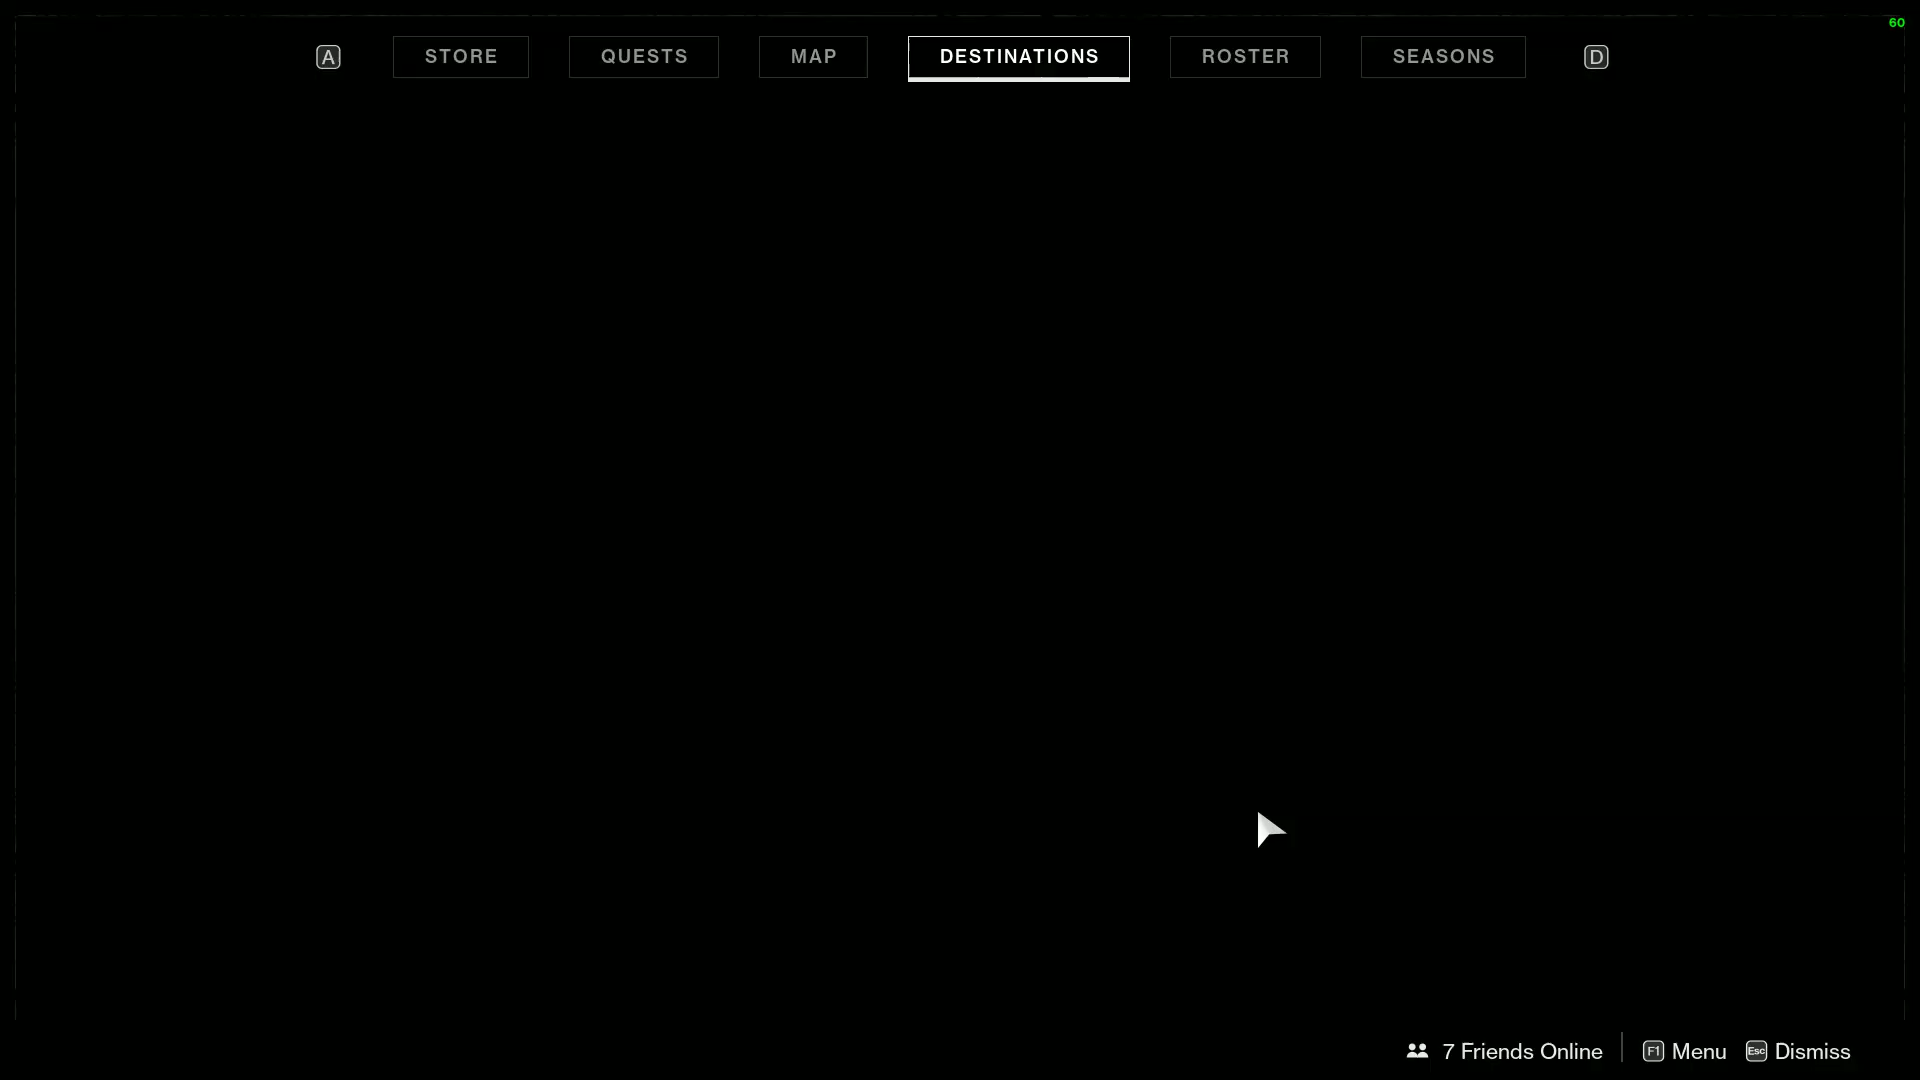 60
A STORE QUESTS MAP DESTINATIONS ROSTER SEASONS D
7 Friends Online F1 Menu Esc Dismiss